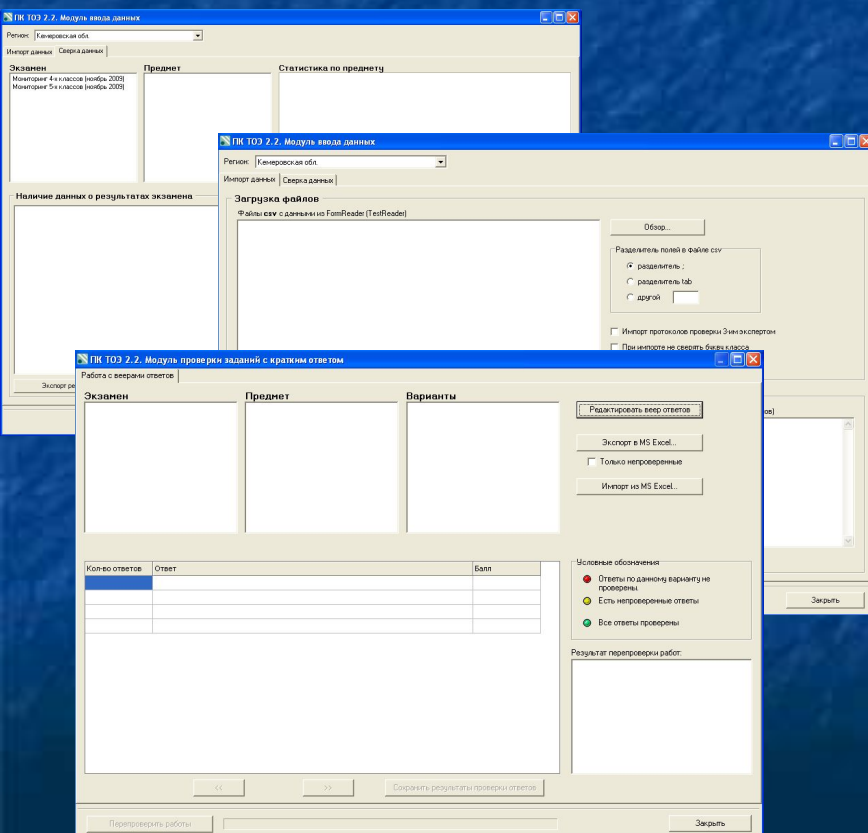 ПК ТОЭ 2.2. Модуль ввода данных
Регион: Кемеровская обл.
Импорт данных Сверка данных
Экзамен Предмет Статистика по предмету
Мониторинг 4-х классов (ноябрь 2009)
Мониторинг 5-х классов (ноябрь 2009)
Наличие данных о результатах экзамена
Экспорт ре
ПК ТОЭ 2.2. Модуль ввода данных
Регион: Кемеровская обл.
Импорт данных Сверка данных
Загрузка файлов
Файлы csv с данными из FormReader (TestReader)
Обзор...
Разделитель полей в файле csv
разделитель ;
разделитель tab
другой
Импорт протоколов проверки 3-им экспертом
При импорте не сверять букву класса
ов)
Закрыть
ПК ТОЭ 2.2. Модуль проверки заданий с кратким ответом
Работа с веерами ответов
Экзамен Предмет Варианты
Редактировать веер ответов
Экспорт в MS Excel...
Только непроверенные
Импорт из MS Excel...
Кол-во ответов Ответ Балл
Условные обозначения
Ответы по данному варианту не
проверены.
Есть непроверенные ответы
Все ответы проверены
Результат перепроверки работ:
<< >> Сохранить результаты проверки ответов
Перепроверить работы Закрыть